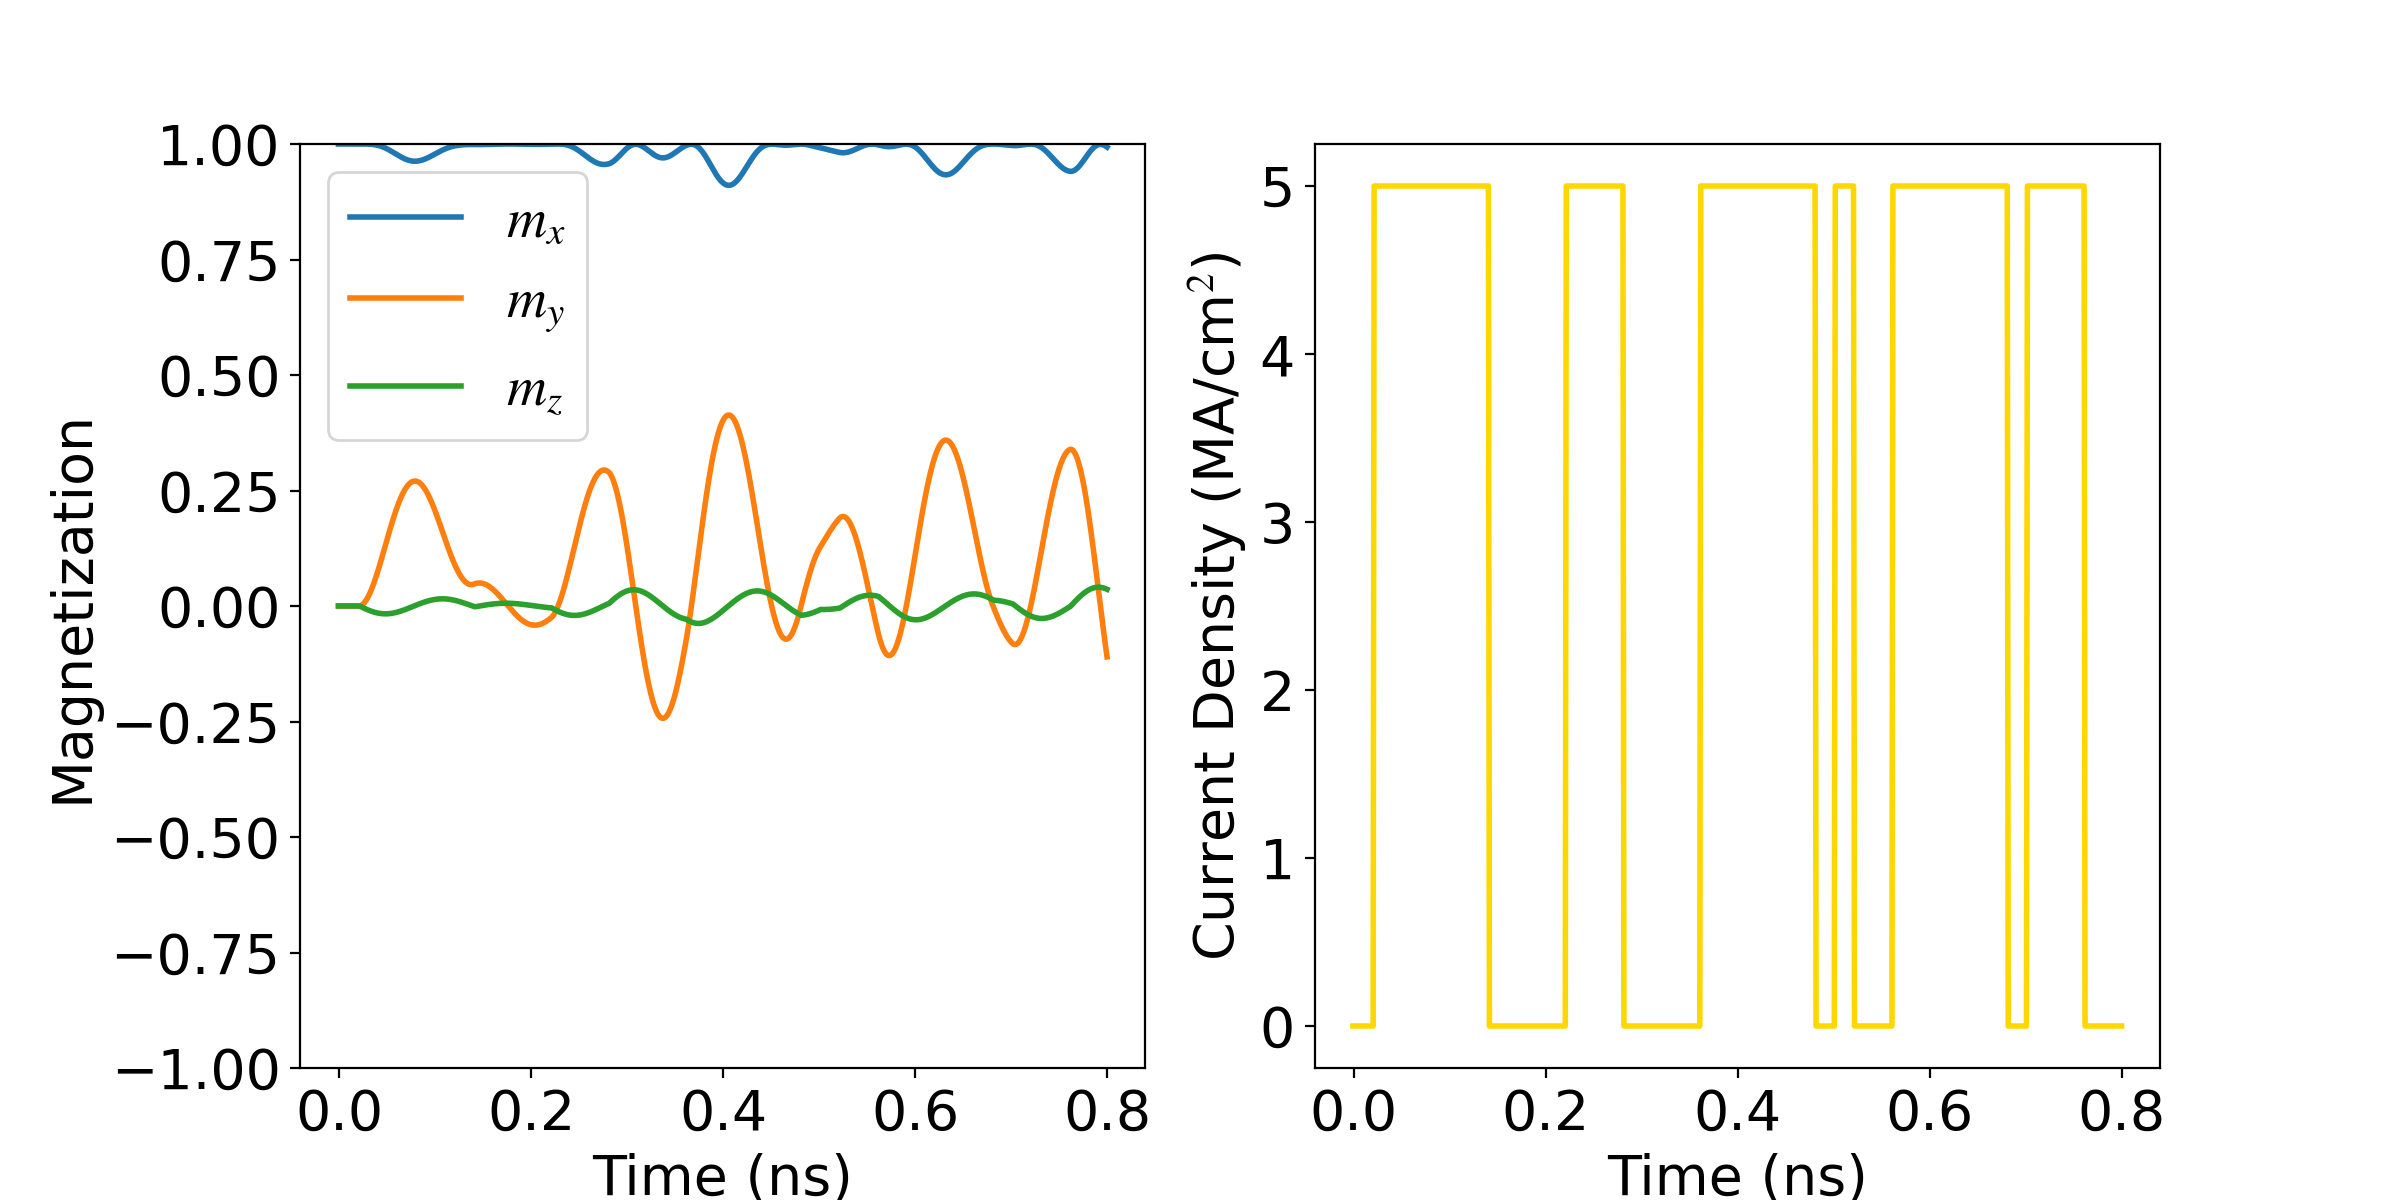 1.00
0.75
0.50
0.25
0.00
−0.25
−0.50
−0.75
−1.00
Magnetization
m_x
m_y
m_z
0.0 0.2 0.4 0.6 0.8
Time (ns)
5
4
3
2
1
0
Current Density (MA/cm²)
0.0 0.2 0.4 0.6 0.8
Time (ns)